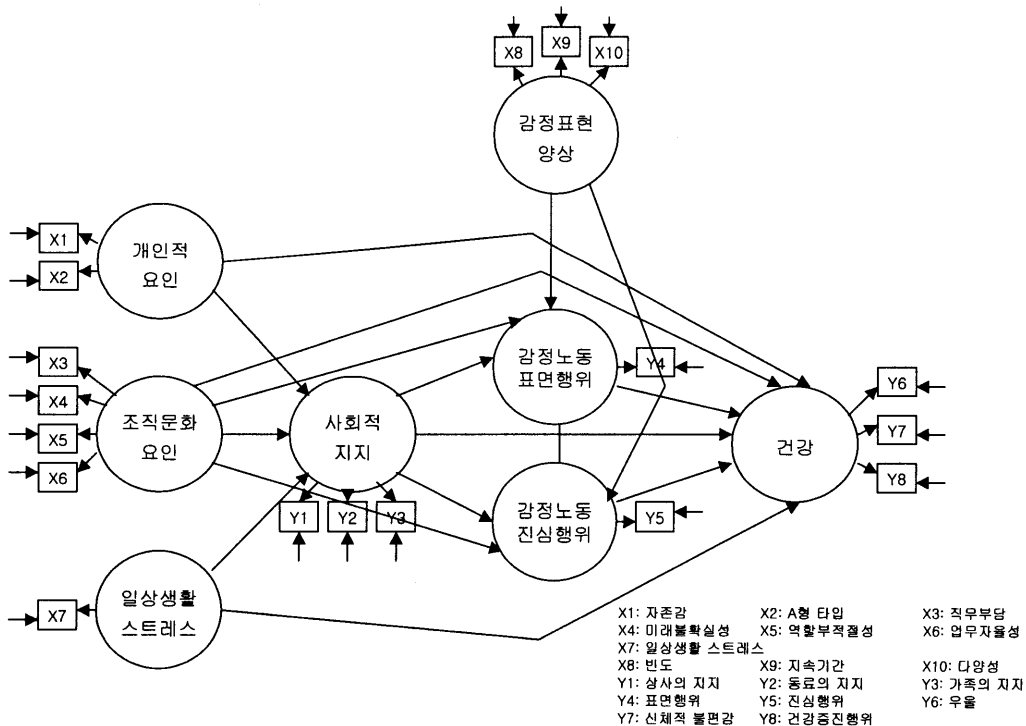 X8 X9 X10
감정표현
양상
X1
X2
개인적
요인
X3
X4
X5
X6
조직문화
요인
사회적
지지
Y1 Y2 Y3
감정노동
표면행위
Y4
감정노동
진심행위
Y5
건강
Y6
Y7
Y8
X7
일상생활
스트레스
X1: 자존감 X2: A형 타입 X3: 직무부담
X4: 미래불확실성 X5: 역할부적절성 X6: 업무자율성
X7: 일상생활 스트레스
X8: 빈도 X9: 지속기간 X10: 다양성
Y1: 상사의 지지 Y2: 동료의 지지 Y3: 가족의 지지
Y4: 표면행위 Y5: 진심행위 Y6: 우울
Y7: 신체적 불편감 Y8: 건강증진행위